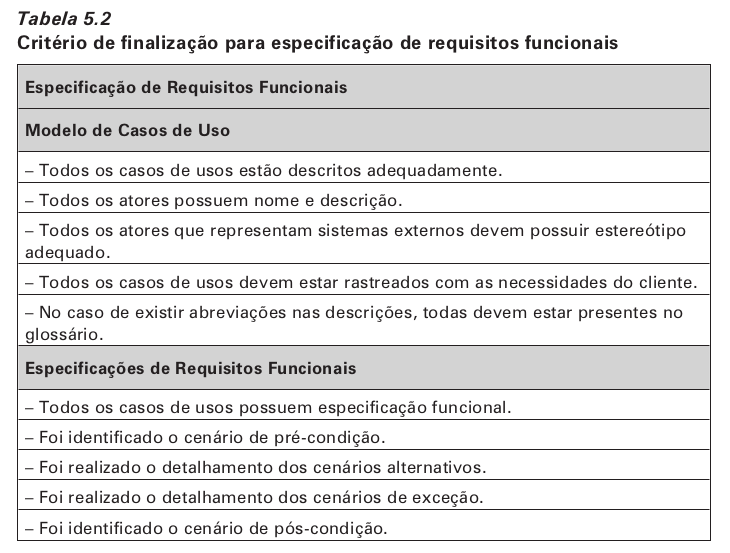 Tabela 5.2
Critério de finalização para especificação de requisitos funcionais
Especificação de Requisitos Funcionais
Modelo de Casos de Uso
– Todos os casos de usos estão descritos adequadamente.
– Todos os atores possuem nome e descrição.
– Todos os atores que representam sistemas externos devem possuir estereótipo
adequado.
– Todos os casos de usos devem estar rastreados com as necessidades do cliente.
– No caso de existir abreviações nas descrições, todas devem estar presentes no
glossário.
Especificações de Requisitos Funcionais
– Todos os casos de usos possuem especificação funcional.
– Foi identificado o cenário de pré-condição.
– Foi realizado o detalhamento dos cenários alternativos.
– Foi realizado o detalhamento dos cenários de exceção.
– Foi identificado o cenário de pós-condição.